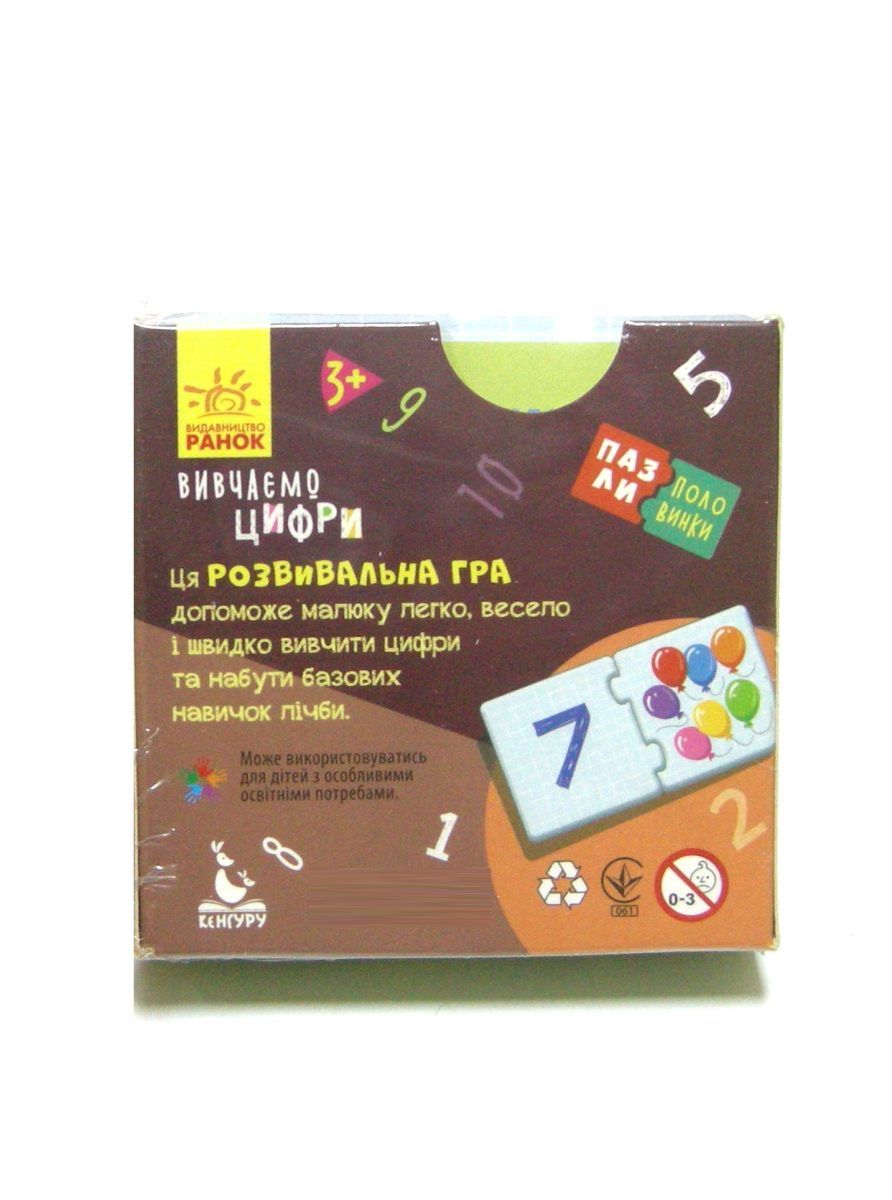 3+
9
5
ВИДАВНИЦТВО
РАНОК
ВИВЧАЄМО
ЦИФРИ
10
ПАЗ
ЛИ
ПОЛО
ВИНКИ
Ця РОЗВИВАЛЬНА ГРА
допоможе малюку легко, весело
і швидко вивчити цифри
та набути базових
навичок лічби.
7
Може використовуватись
для дітей з особливими
освітніми потребами.
8
1
2
КЕНГУРУ
061
0-3